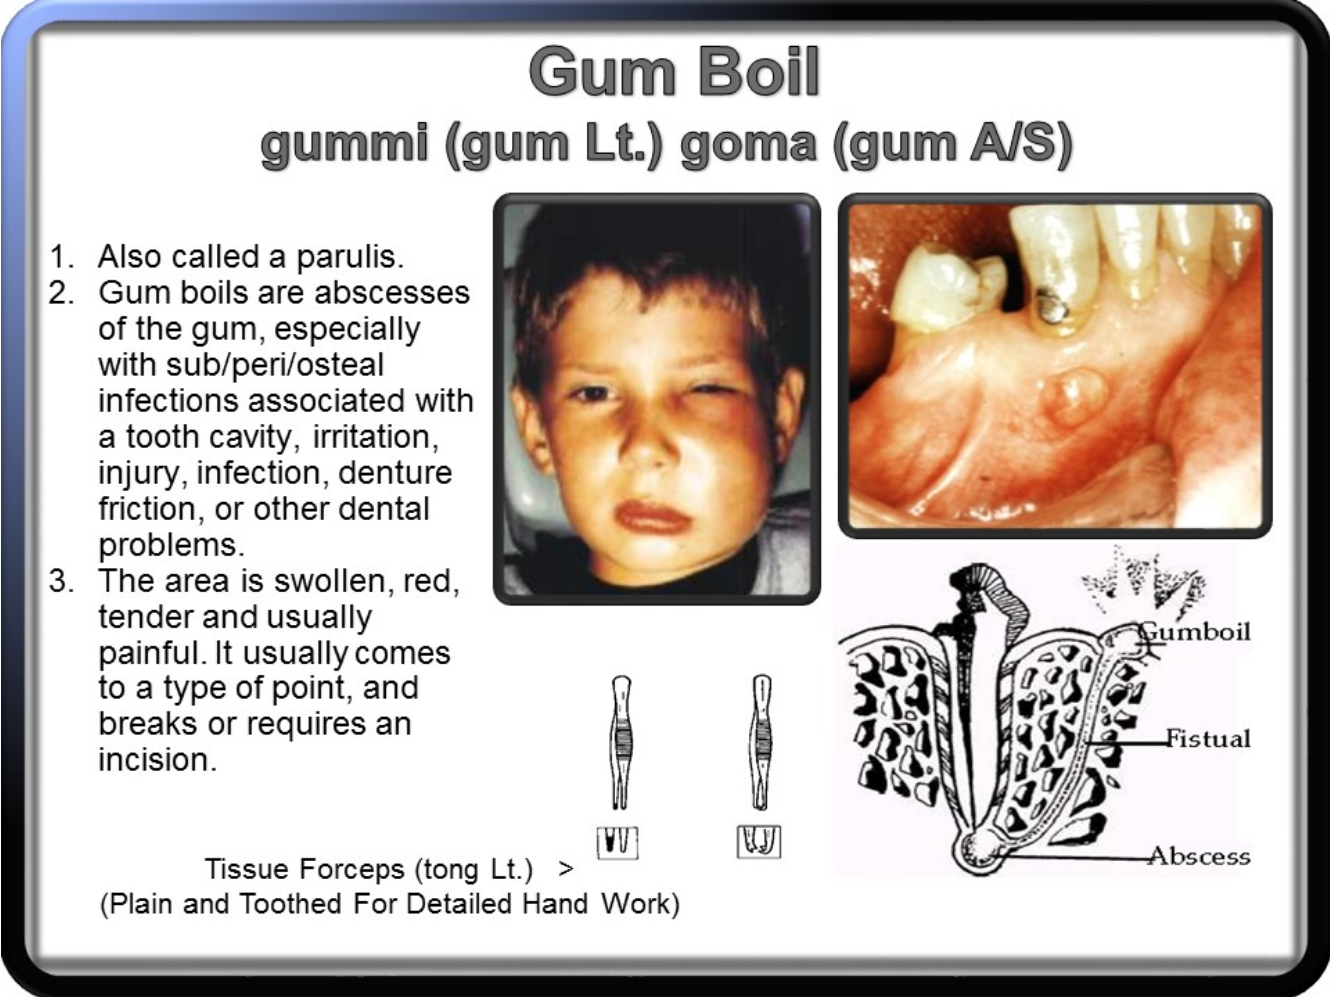 Gum Boil
gummi (gum Lt.) goma (gum A/S)
1. Also called a parulis.
2. Gum boils are abscesses
of the gum, especially
with sub/peri/osteal
infections associated with
a tooth cavity, irritation,
injury, infection, denture
friction, or other dental
problems.
3. The area is swollen, red,
tender and usually
painful. It usually comes
to a type of point, and
breaks or requires an
incision.
Gumboil
Fistual
Abscess
Tissue Forceps (tong Lt.) >
(Plain and Toothed For Detailed Hand Work)